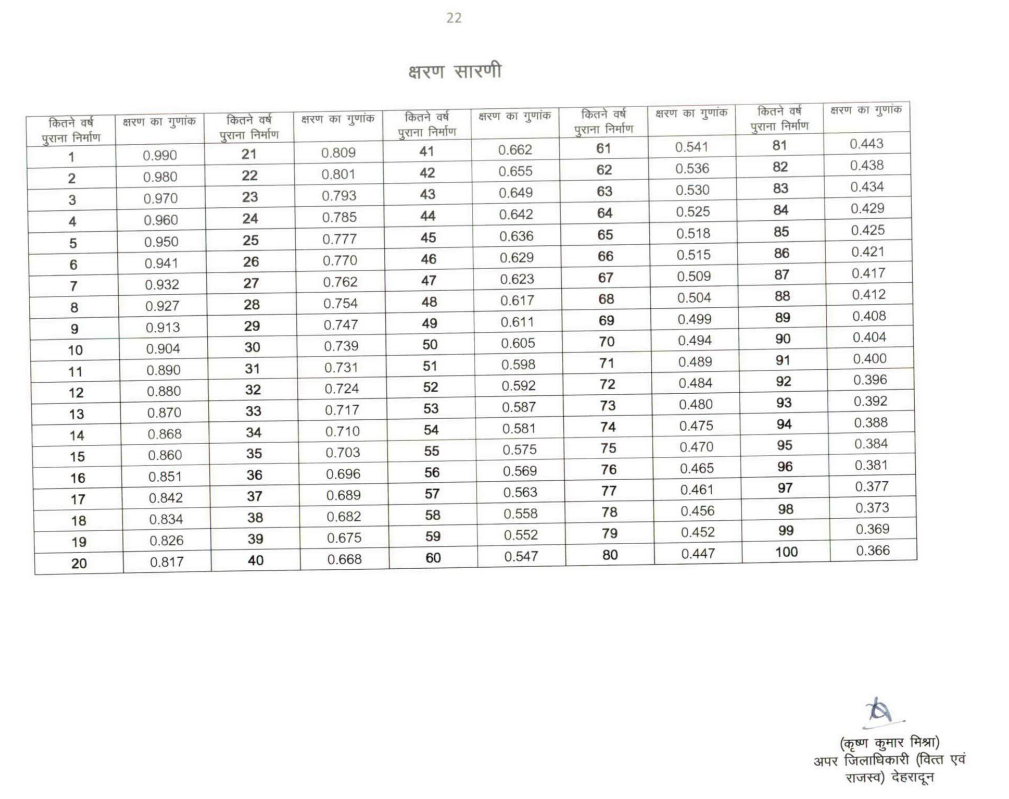 22
क्षरण सारणी
कितने वर्ष पुराना निर्माण क्षरण का गुणांक कितने वर्ष पुराना निर्माण क्षरण का गुणांक कितने वर्ष पुराना निर्माण क्षरण का गुणांक कितने वर्ष पुराना निर्माण क्षरण का गुणांक कितने वर्ष पुराना निर्माण क्षरण का गुणांक
1 0.990 21 0.809 41 0.662 61 0.541 81 0.443
2 0.980 22 0.801 42 0.655 62 0.536 82 0.438
3 0.970 23 0.793 43 0.649 63 0.530 83 0.434
4 0.960 24 0.785 44 0.642 64 0.525 84 0.429
5 0.950 25 0.777 45 0.636 65 0.518 85 0.425
6 0.941 26 0.770 46 0.629 66 0.515 86 0.421
7 0.932 27 0.762 47 0.623 67 0.509 87 0.417
8 0.927 28 0.754 48 0.617 68 0.504 88 0.412
9 0.913 29 0.747 49 0.611 69 0.499 89 0.408
10 0.904 30 0.739 50 0.605 70 0.494 90 0.404
11 0.890 31 0.731 51 0.598 71 0.489 91 0.400
12 0.880 32 0.724 52 0.592 72 0.484 92 0.396
13 0.870 33 0.717 53 0.587 73 0.480 93 0.392
14 0.868 34 0.710 54 0.581 74 0.475 94 0.388
15 0.860 35 0.703 55 0.575 75 0.470 95 0.384
16 0.851 36 0.696 56 0.569 76 0.465 96 0.381
17 0.842 37 0.689 57 0.563 77 0.461 97 0.377
18 0.834 38 0.682 58 0.558 78 0.456 98 0.373
19 0.826 39 0.675 59 0.552 79 0.452 99 0.369
20 0.817 40 0.668 60 0.547 80 0.447 100 0.366
(कृष्ण कुमार मिश्रा)
अपर जिलाधिकारी (वित्त एवं
राजस्व) देहरादून